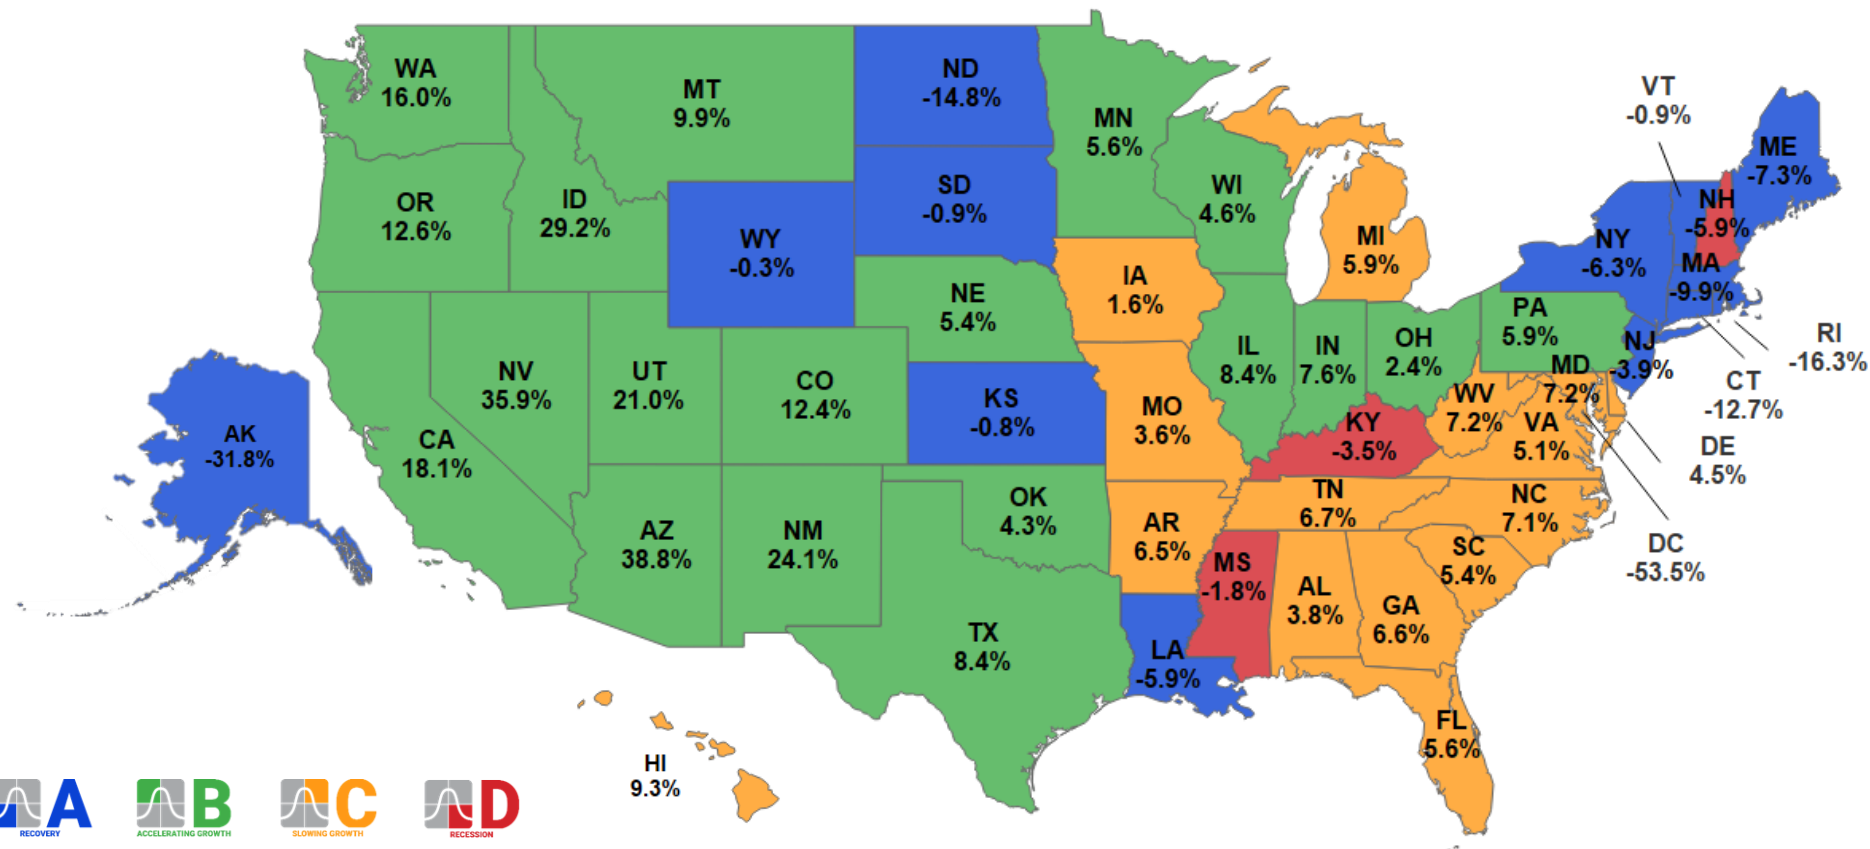 WA
16.0%
MT
9.9%
ND
-14.8%
MN
5.6%
VT
-0.9%
ME
-7.3%
OR
12.6%
ID
29.2%
WY
-0.3%
SD
-0.9%
WI
4.6%
MI
5.9%
NH
-5.9%
NY
-6.3%
MA
-9.9%
IA
1.6%
NE
5.4%
PA
5.9%
NJ
-3.9%
RI
-16.3%
NV
35.9%
UT
21.0%
CO
12.4%
KS
-0.8%
IL
8.4%
IN
7.6%
OH
2.4%
MD
7.2%
CT
-12.7%
AK
-31.8%
CA
18.1%
MO
3.6%
KY
-3.5%
WV
7.2%
VA
5.1%
DE
4.5%
AZ
38.8%
NM
24.1%
OK
4.3%
AR
6.5%
TN
6.7%
NC
7.1%
SC
5.4%
DC
-53.5%
TX
8.4%
LA
-5.9%
MS
-1.8%
AL
3.8%
GA
6.6%
FL
5.6%
HI
9.3%
A
RECOVERY
B
ACCELERATING GROWTH
C
SLOWING GROWTH
D
RECESSION